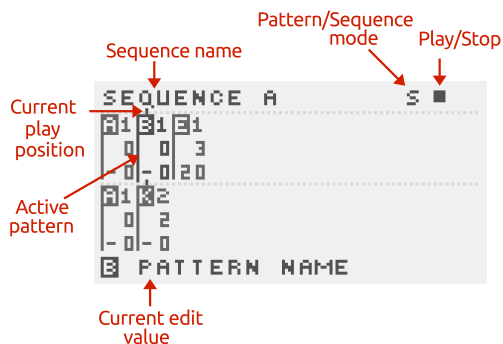 Pattern/Sequence
mode
Play/Stop
Sequence name
SEQUENCE A S
Current
play
position
A1 B1 B1
0 0 3
-0 -0 20
Active
pattern
A1 K2
0 2
-0 -0
B PATTERN NAME
Current edit
value